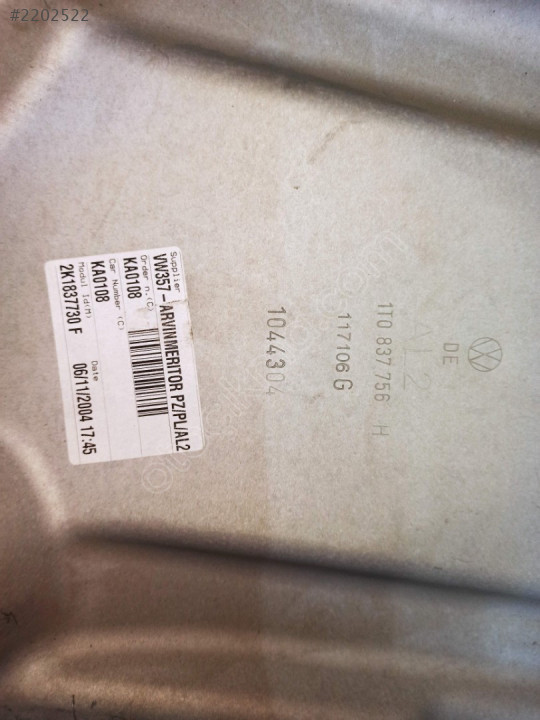 #2202522
Supplier
VW357-ARVINMERITOR PZ/PL/AL2
Order n.(C)
KA0108
Car Number (C)
KA0108
Modul Id(M) Date
2K1837730 F 06/11/2004 17:45
DE
1T0 837 756 H
117106 G
1044304